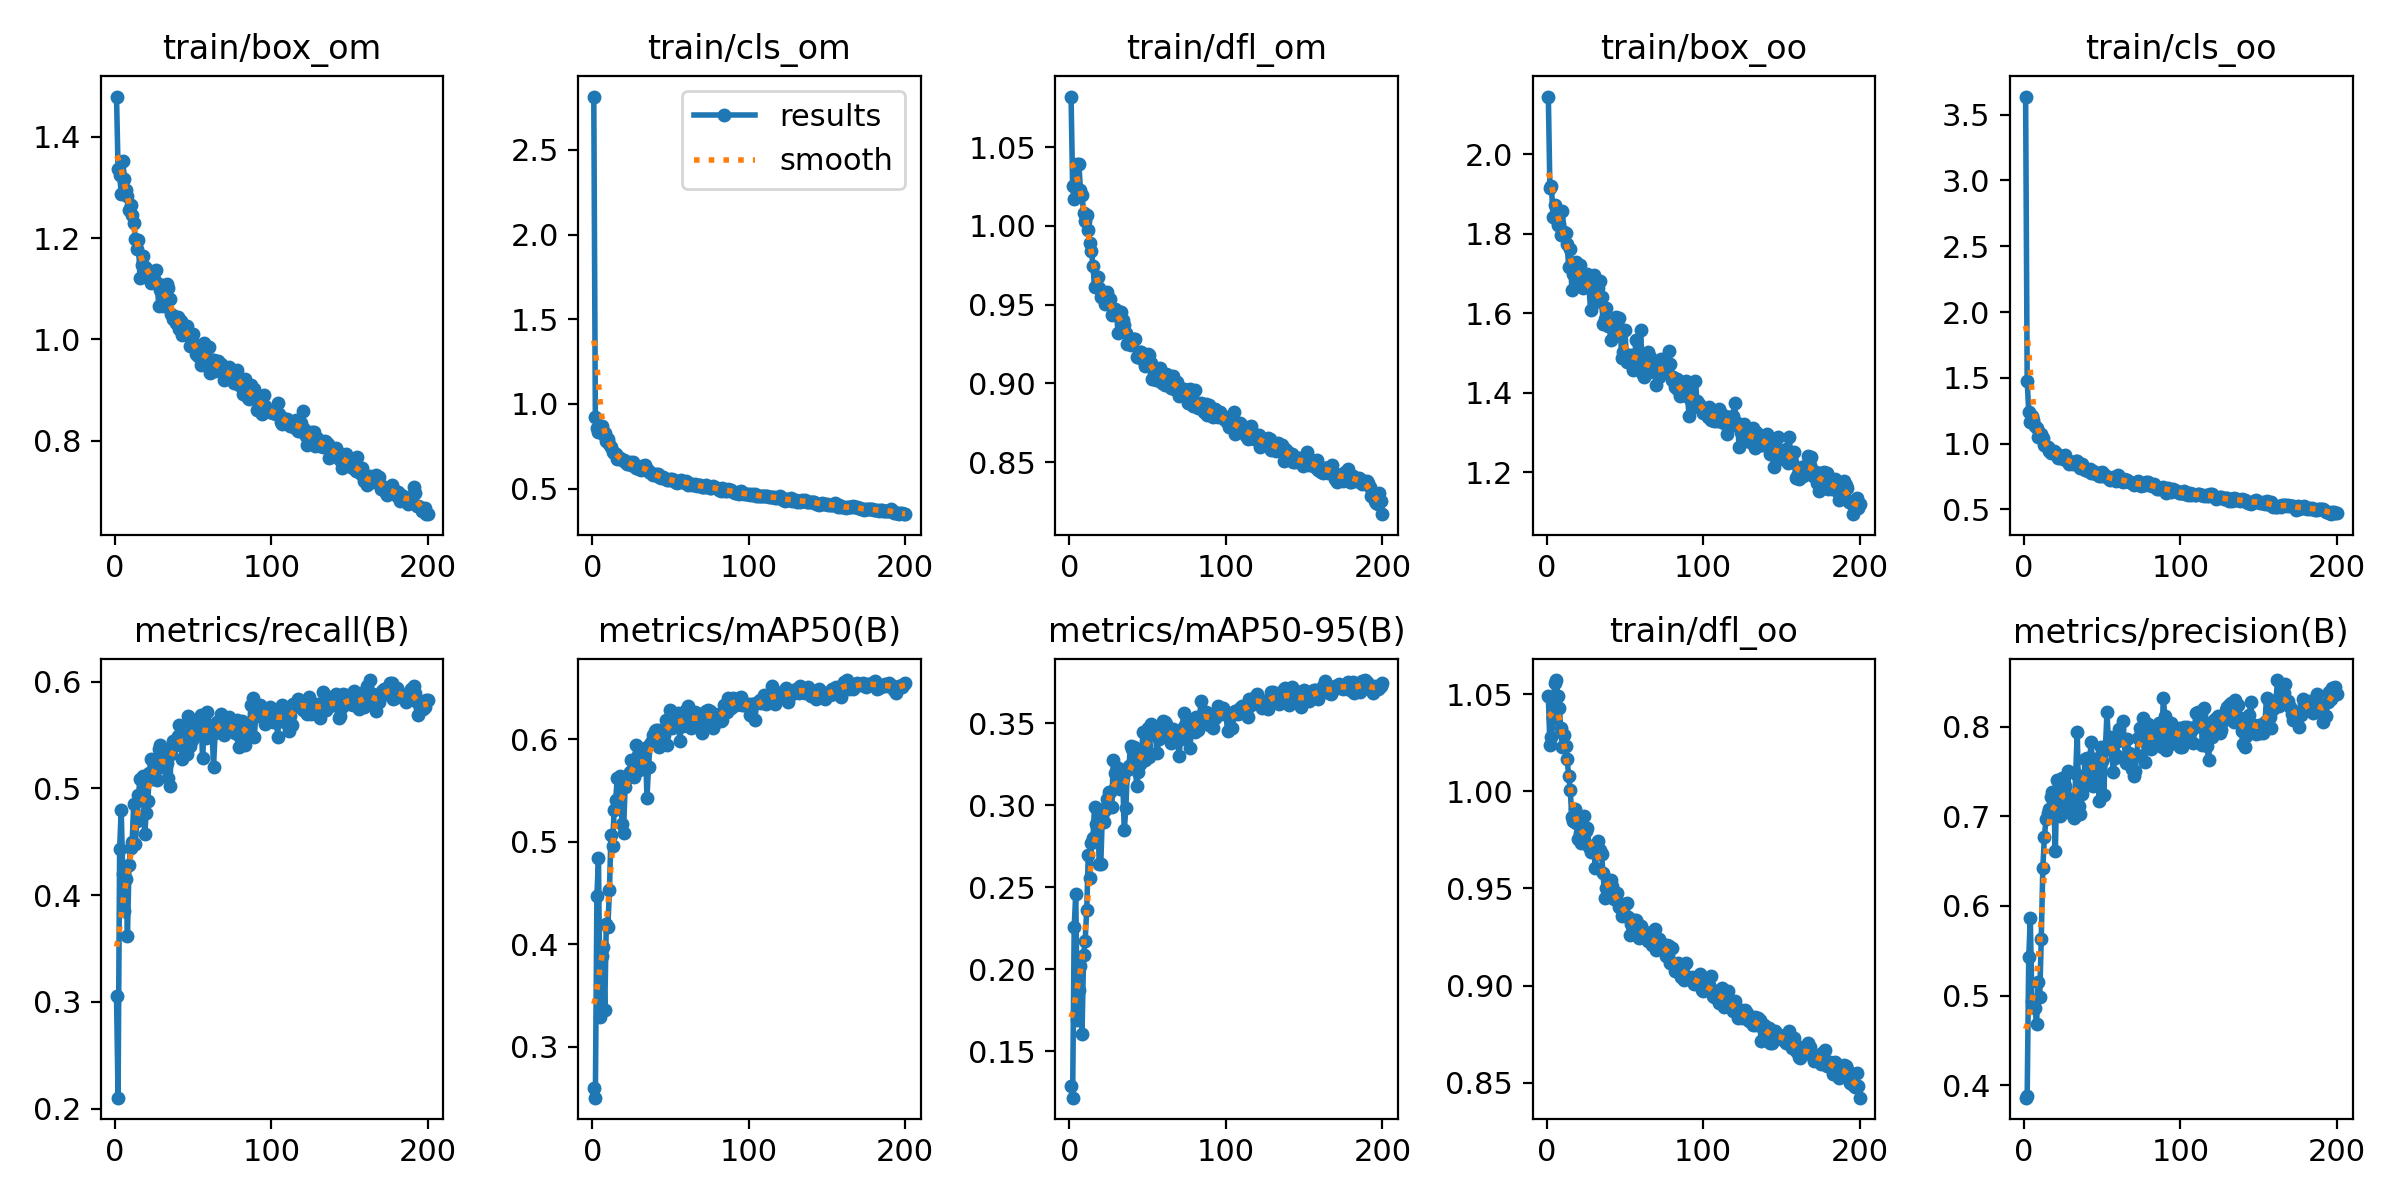 train/box_om
train/cls_om
train/dfl_om
train/box_oo
train/cls_oo
1.4
1.2
1.0
0.8
0 100 200
results
smooth
2.5
2.0
1.5
1.0
0.5
0 100 200
1.05
1.00
0.95
0.90
0.85
0 100 200
2.0
1.8
1.6
1.4
1.2
0 100 200
3.5
3.0
2.5
2.0
1.5
1.0
0.5
0 100 200
metrics/recall(B)
metrics/mAP50(B)
metrics/mAP50-95(B)
train/dfl_oo
metrics/precision(B)
0.6
0.5
0.4
0.3
0.2
0 100 200
0.6
0.5
0.4
0.3
0 100 200
0.35
0.30
0.25
0.20
0.15
0 100 200
1.05
1.00
0.95
0.90
0.85
0 100 200
0.8
0.7
0.6
0.5
0.4
0 100 200